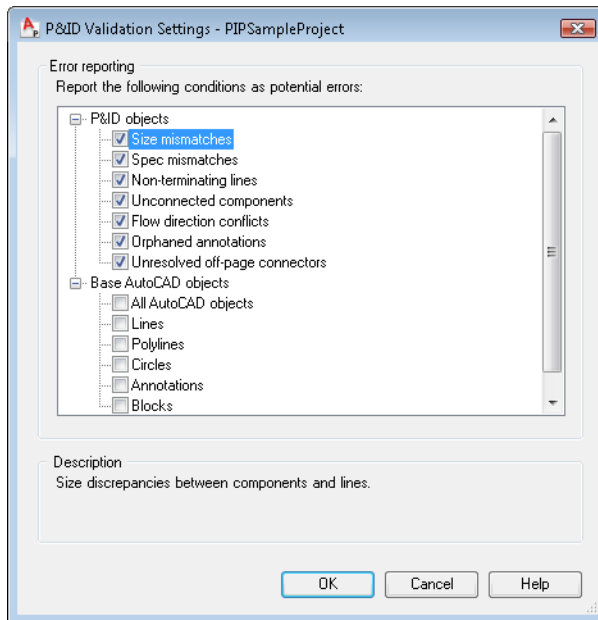 P&ID Validation Settings - PIPSampleProject
Error reporting
Report the following conditions as potential errors:
P&ID objects
Size mismatches
Spec mismatches
Non-terminating lines
Unconnected components
Flow direction conflicts
Orphaned annotations
Unresolved off-page connectors
Base AutoCAD objects
All AutoCAD objects
Lines
Polylines
Circles
Annotations
Blocks
Description
Size discrepancies between components and lines.
OK Cancel Help